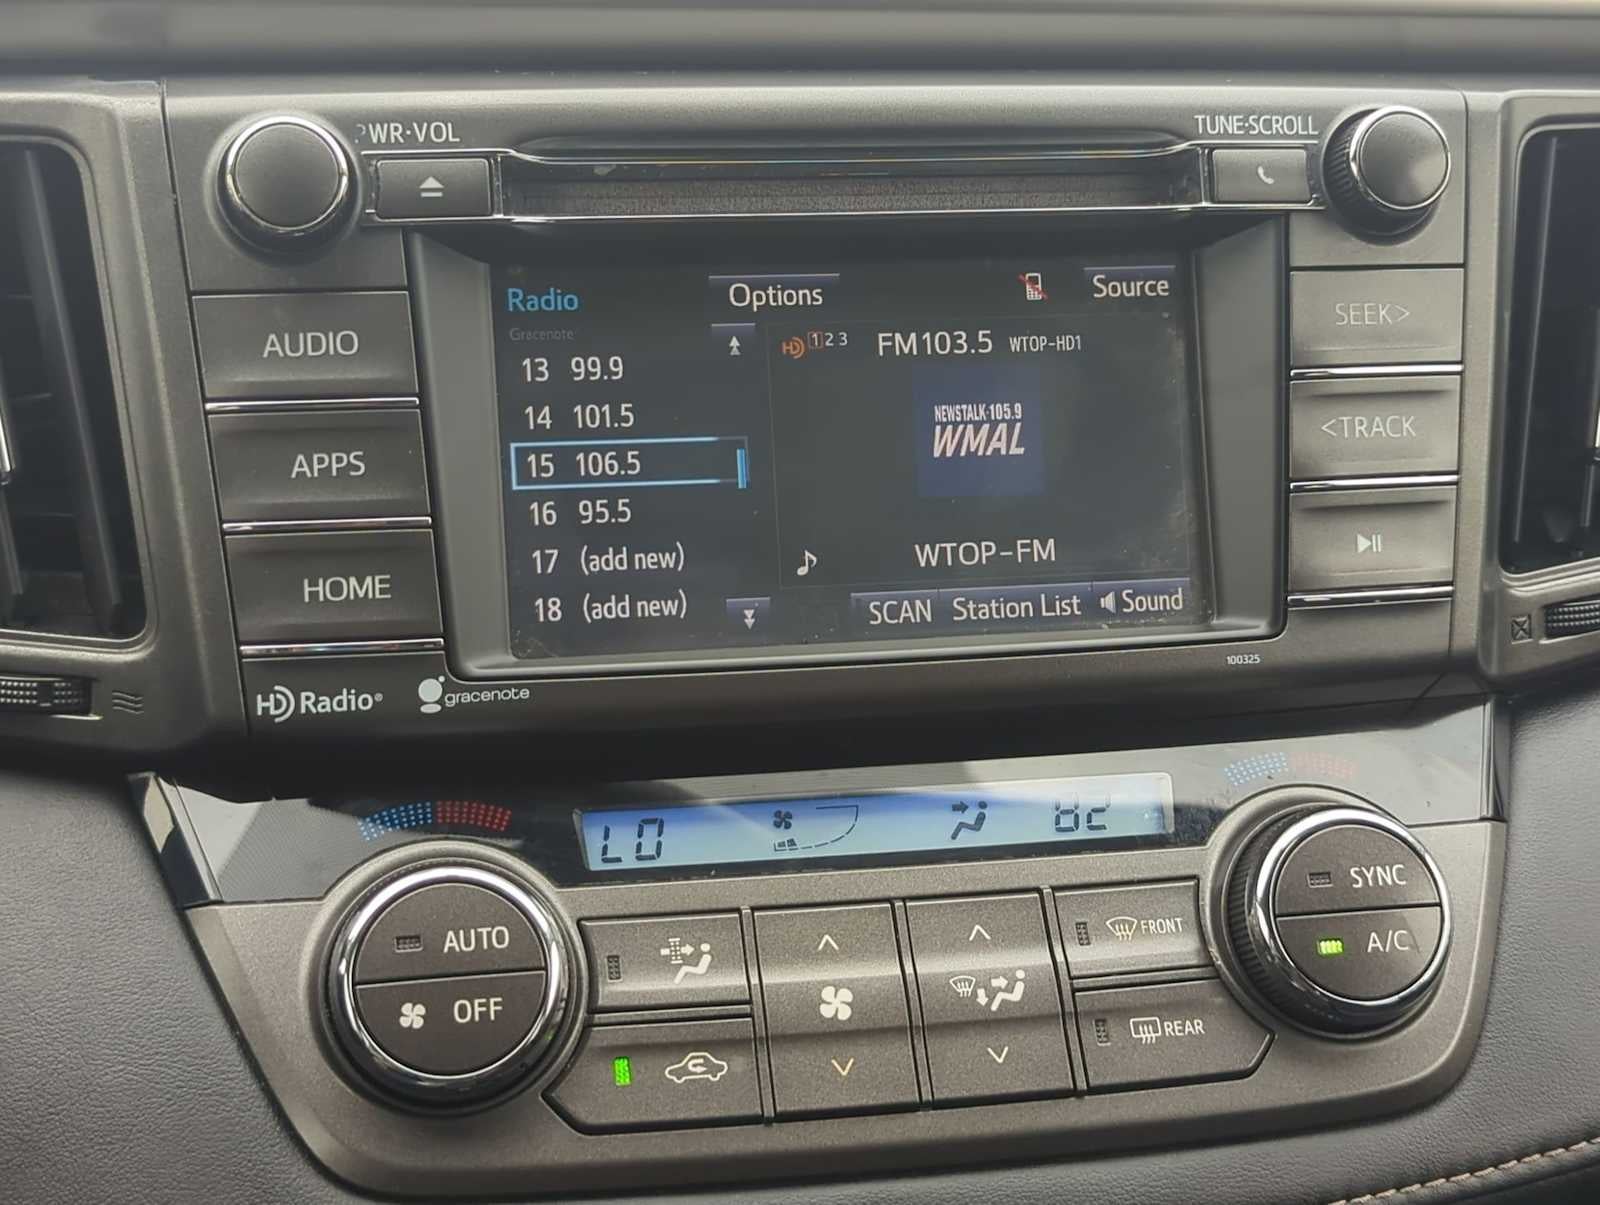 PWR·VOL
TUNE·SCROLL
AUDIO
APPS
HOME
SEEK>
<TRACK
Radio
Gracenote
Options
Source
13 99.9
14 101.5
15 106.5
16 95.5
17 (add new)
18 (add new)
HD 1 2 3 FM103.5 WTOP-HD1
NEWSTALK·105.9
WMAL
WTOP-FM
SCAN Station List Sound
100325
HD Radio®
gracenote
LO 82
AUTO
OFF
FRONT
REAR
SYNC
A/C